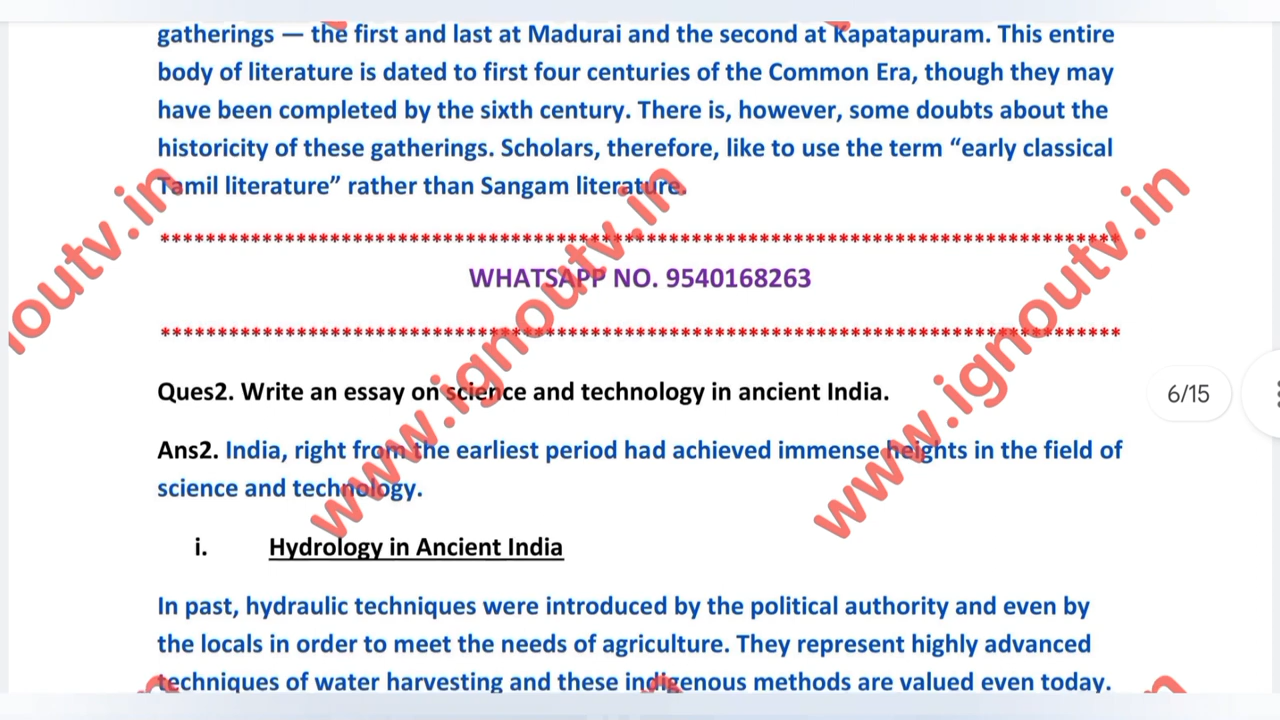 gatherings — the first and last at Madurai and the second at Kapatapuram. This entire
body of literature is dated to first four centuries of the Common Era, though they may
have been completed by the sixth century. There is, however, some doubts about the
historicity of these gatherings. Scholars, therefore, like to use the term “early classical
Tamil literature” rather than Sangam literature.
************************************************************************************
WHATSAPP NO. 9540168263
************************************************************************************
Ques2. Write an essay on science and technology in ancient India.
6/15
Ans2. India, right from the earliest period had achieved immense heights in the field of
science and technology.
i. Hydrology in Ancient India
In past, hydraulic techniques were introduced by the political authority and even by
the locals in order to meet the needs of agriculture. They represent highly advanced
techniques of water harvesting and these indigenous methods are valued even today.
outv.in
www.ignoutv.in
www.ignoutv.in